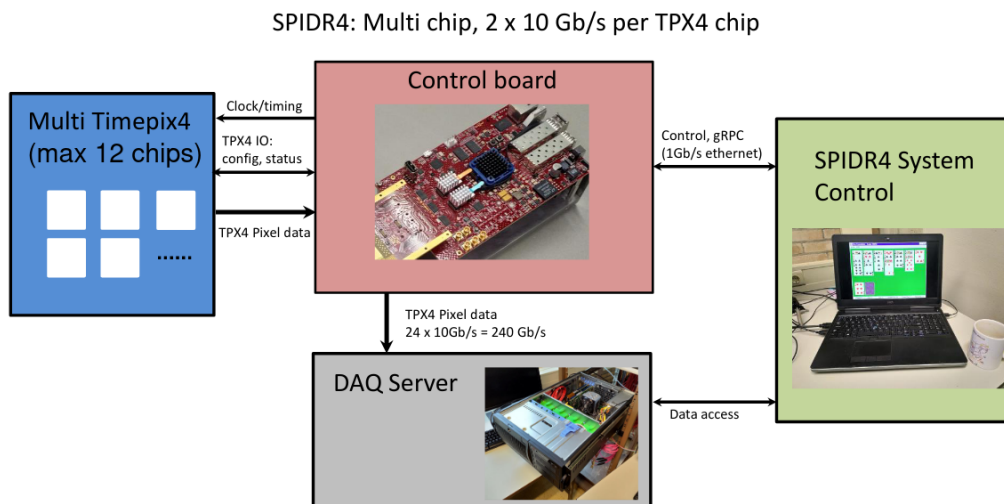 SPIDR4: Multi chip, 2 x 10 Gb/s per TPX4 chip
Control board
Multi Timepix4
(max 12 chips)
......
Clock/timing
TPX4 IO:
config, status
TPX4 Pixel data
Control, gRPC
(1Gb/s ethernet)
SPIDR4 System
Control
TPX4 Pixel data
24 x 10Gb/s = 240 Gb/s
DAQ Server
Data access